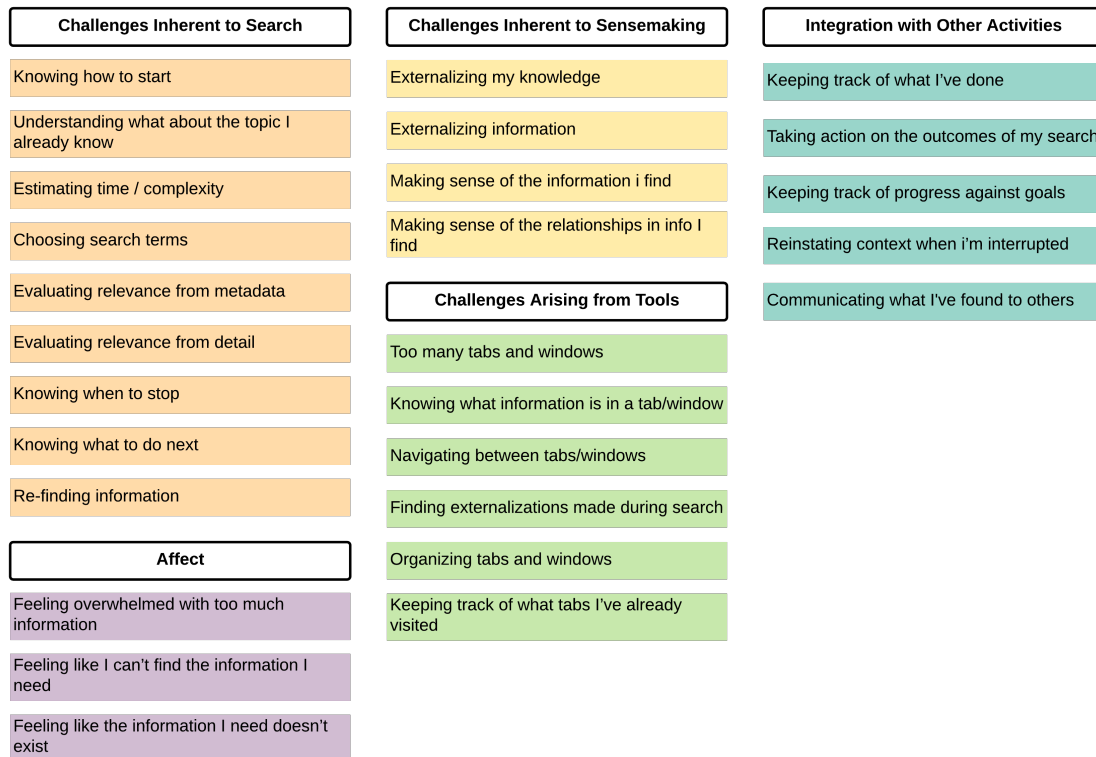 Challenges Inherent to Search
Knowing how to start
Understanding what about the topic I
already know
Estimating time / complexity
Choosing search terms
Evaluating relevance from metadata
Evaluating relevance from detail
Knowing when to stop
Knowing what to do next
Re-finding information
Affect
Feeling overwhelmed with too much
information
Feeling like I can’t find the information I
need
Feeling like the information I need doesn’t
exist
Challenges Inherent to Sensemaking
Externalizing my knowledge
Externalizing information
Making sense of the information i find
Making sense of the relationships in info I
find
Challenges Arising from Tools
Too many tabs and windows
Knowing what information is in a tab/window
Navigating between tabs/windows
Finding externalizations made during search
Organizing tabs and windows
Keeping track of what tabs I’ve already
visited
Integration with Other Activities
Keeping track of what I’ve done
Taking action on the outcomes of my search
Keeping track of progress against goals
Reinstating context when i’m interrupted
Communicating what I've found to others